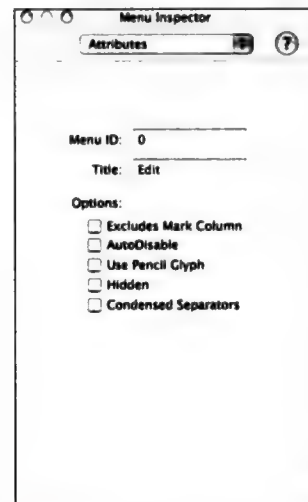 Menu Inspector
Attributes
?
Menu ID: 0
Title: Edit
Options:
Excludes Mark Column
AutoDisable
Use Pencil Glyph
Hidden
Condensed Separators